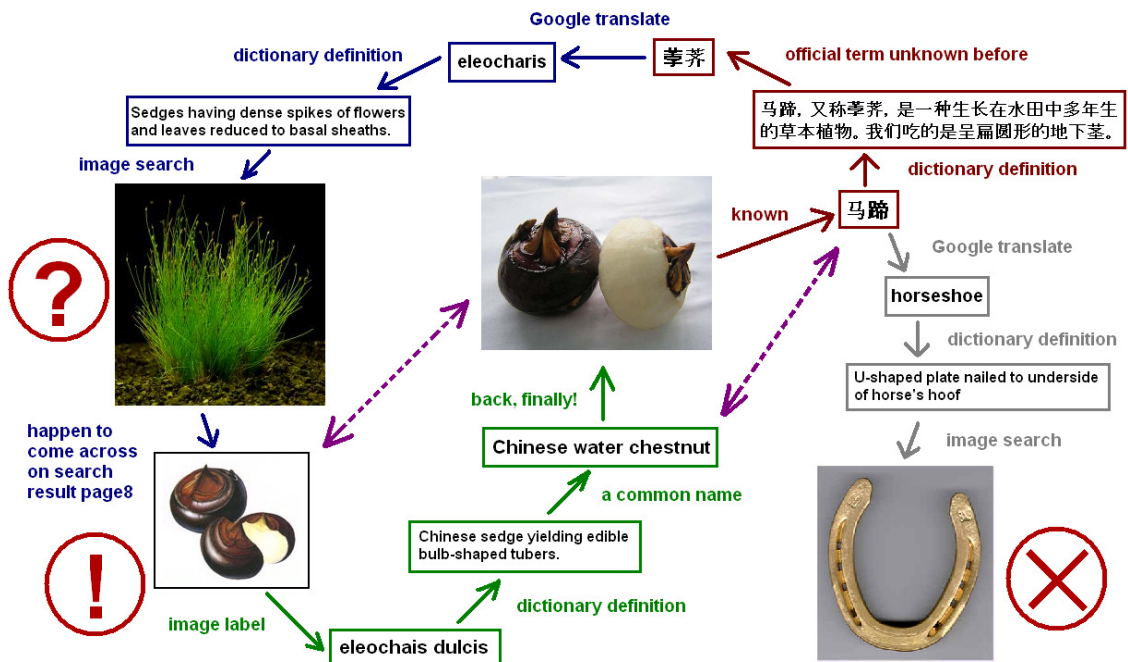 Google translate
dictionary definition
eleocharis
荸荠
official term unknown before
Sedges having dense spikes of flowers
and leaves reduced to basal sheaths.
马蹄，又称荸荠，是一种生长在水田中多年生
的草本植物。我们吃的是呈扁圆形的地下茎。
image search
dictionary definition
known
马蹄
Google translate
?
horseshoe
dictionary definition
U-shaped plate nailed to underside
of horse's hoof
back, finally!
image search
happen to
come across
on search
result page8
Chinese water chestnut
a common name
Chinese sedge yielding edible
bulb-shaped tubers.
!
dictionary definition
image label
eleochais dulcis